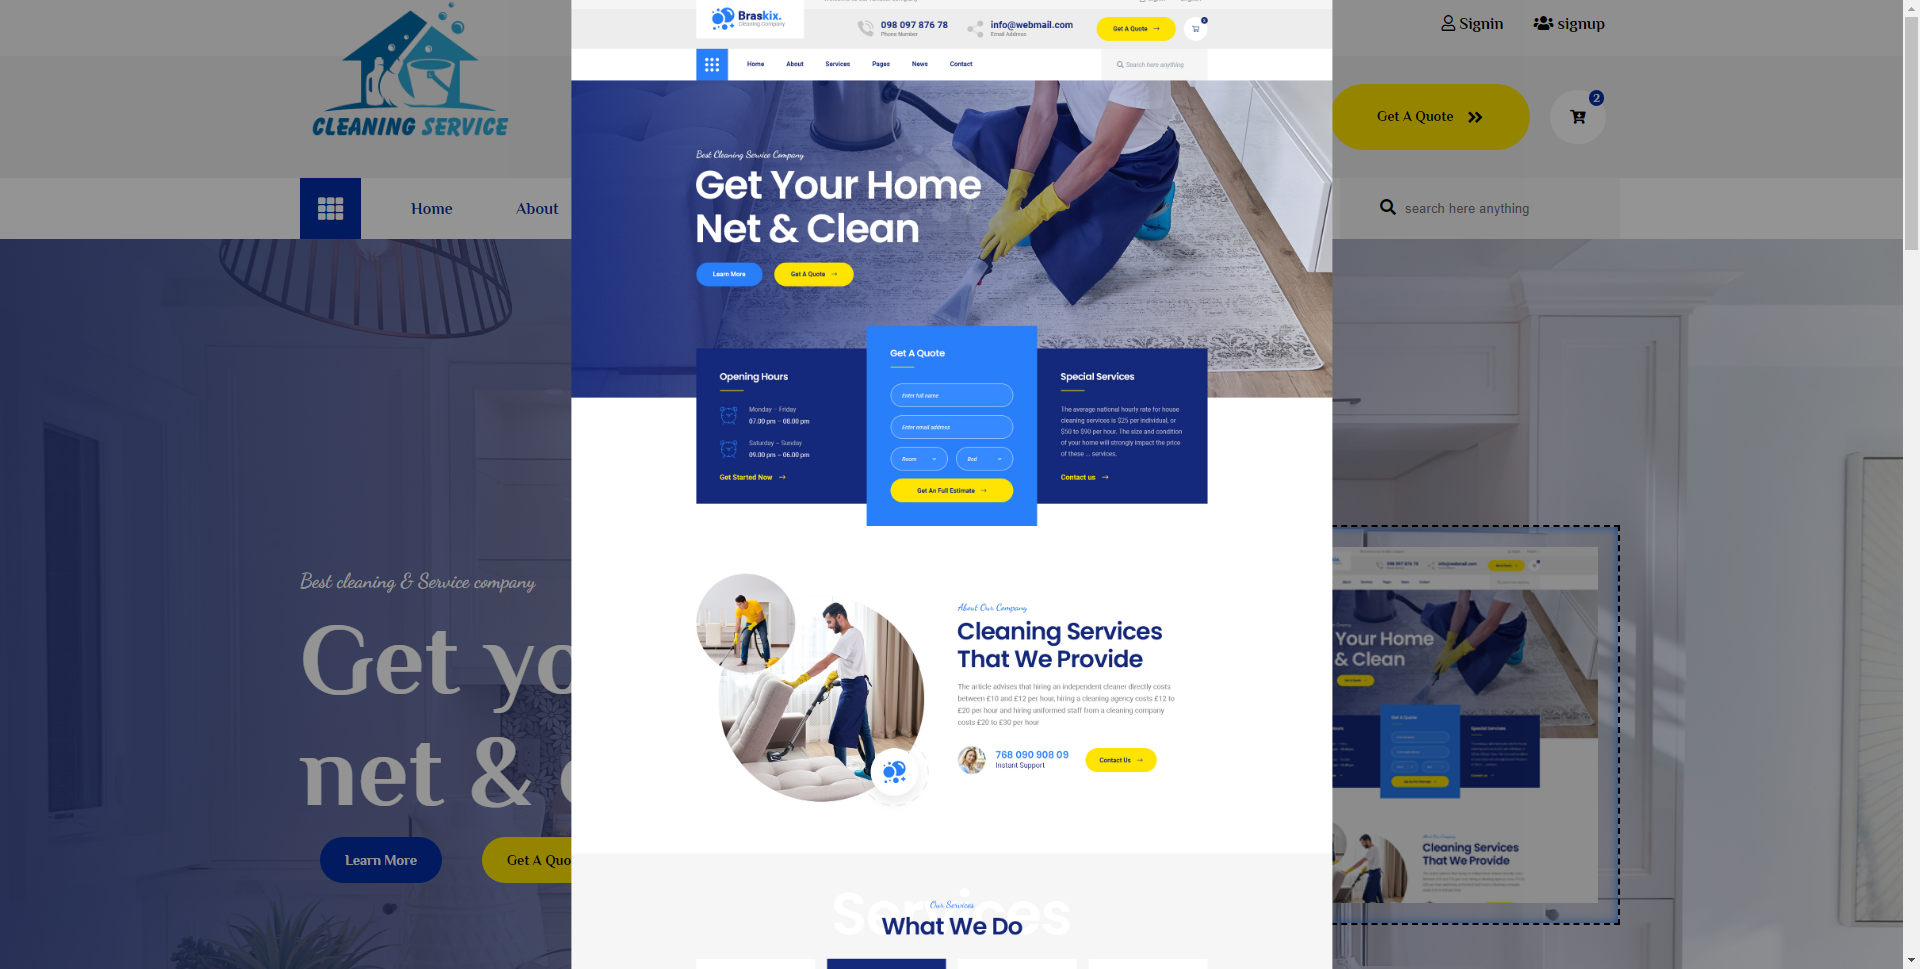 Signin
signup
CLEANING SERVICE
Get A Quote
2
Home
About
search here anything
Best cleaning & Service company
Get yo
net &
Learn More
Get A Quo
Braskix.
Cleaning Company
098 097 876 78
Phone Number
info@webmail.com
Email Address
Get A Quote
Home
About
Services
Pages
News
Contact
Search here anything
Best Cleaning Service Company
Get Your Home
Net & Clean
Learn More
Get A Quote
Opening Hours
Monday – Friday
07.00 pm – 08.00 pm
Saturday – Sunday
09.00 pm – 06.00 pm
Get Started Now
Get A Quote
Enter full name
Enter email address
Room
Bed
Get An Full Estimate
Special Services
The average national hourly rate for house
cleaning services is $25 per individual, or
$50 to $90 per hour. The size and condition
of your home will strongly impact the price
of these ... services.
Contact us
About Our Company
Cleaning Services
That We Provide
The article advises that hiring an independent cleaner directly costs
between £10 and £12 per hour, hiring a cleaning agency costs £12 to
£20 per hour and hiring uniformed staff from a cleaning company
costs £20 to £30 per hour
768 090 908 09
Instant Support
Contact Us
Services
Our Services
What We Do
098 097 876 78
info@webmail.com
Your Home
& Clean
Cleaning Services
That We Provide